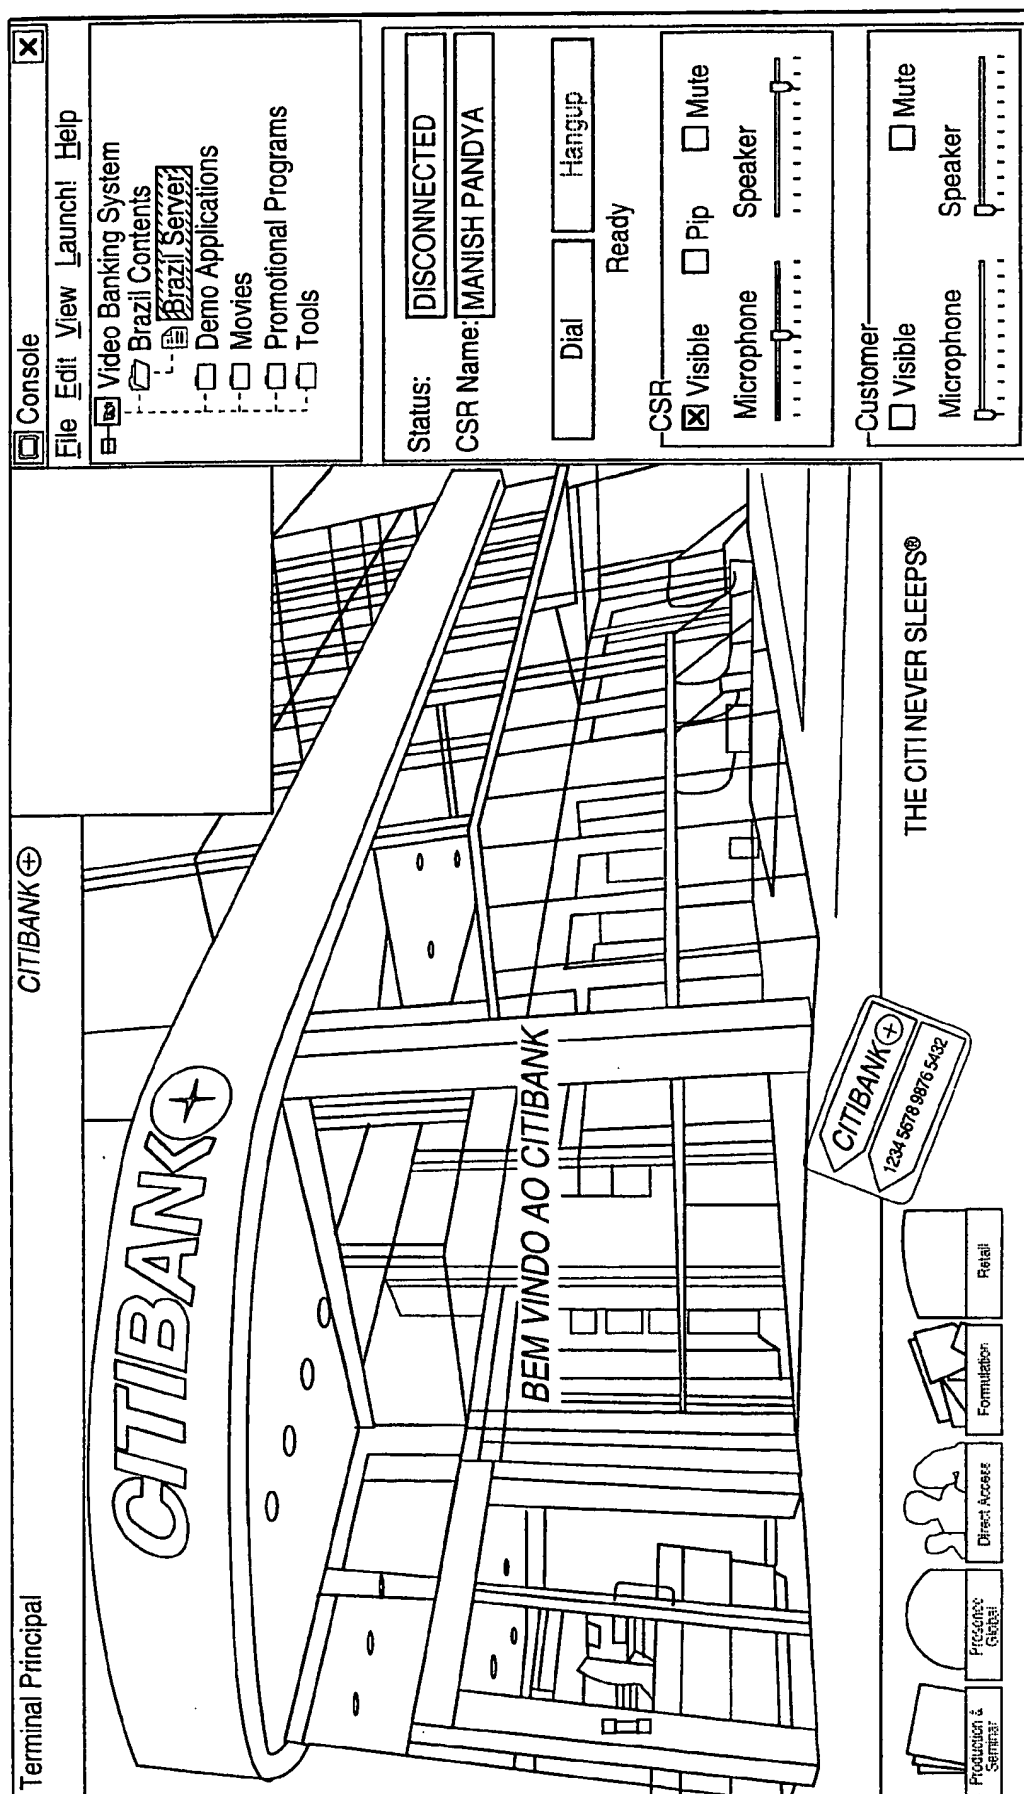 Terminal Principal
CITIBANK
CITIBANK
BEM VINDO AO CITIBANK
CITIBANK
1234 5678 9876 5432
Production & Seminar
Presence Global
Direct Access
Formulation
Retail
THE CITI NEVER SLEEPS®
Console
File Edit View Launch! Help
Video Banking System
Brazil Contents
Brazil Server
Demo Applications
Movies
Promotional Programs
Tools
Status: DISCONNECTED
CSR Name: MANISH PANDYA
Dial Hangup
Ready
CSR
Visible Pip Mute
Microphone Speaker
Customer
Visible Mute
Microphone Speaker